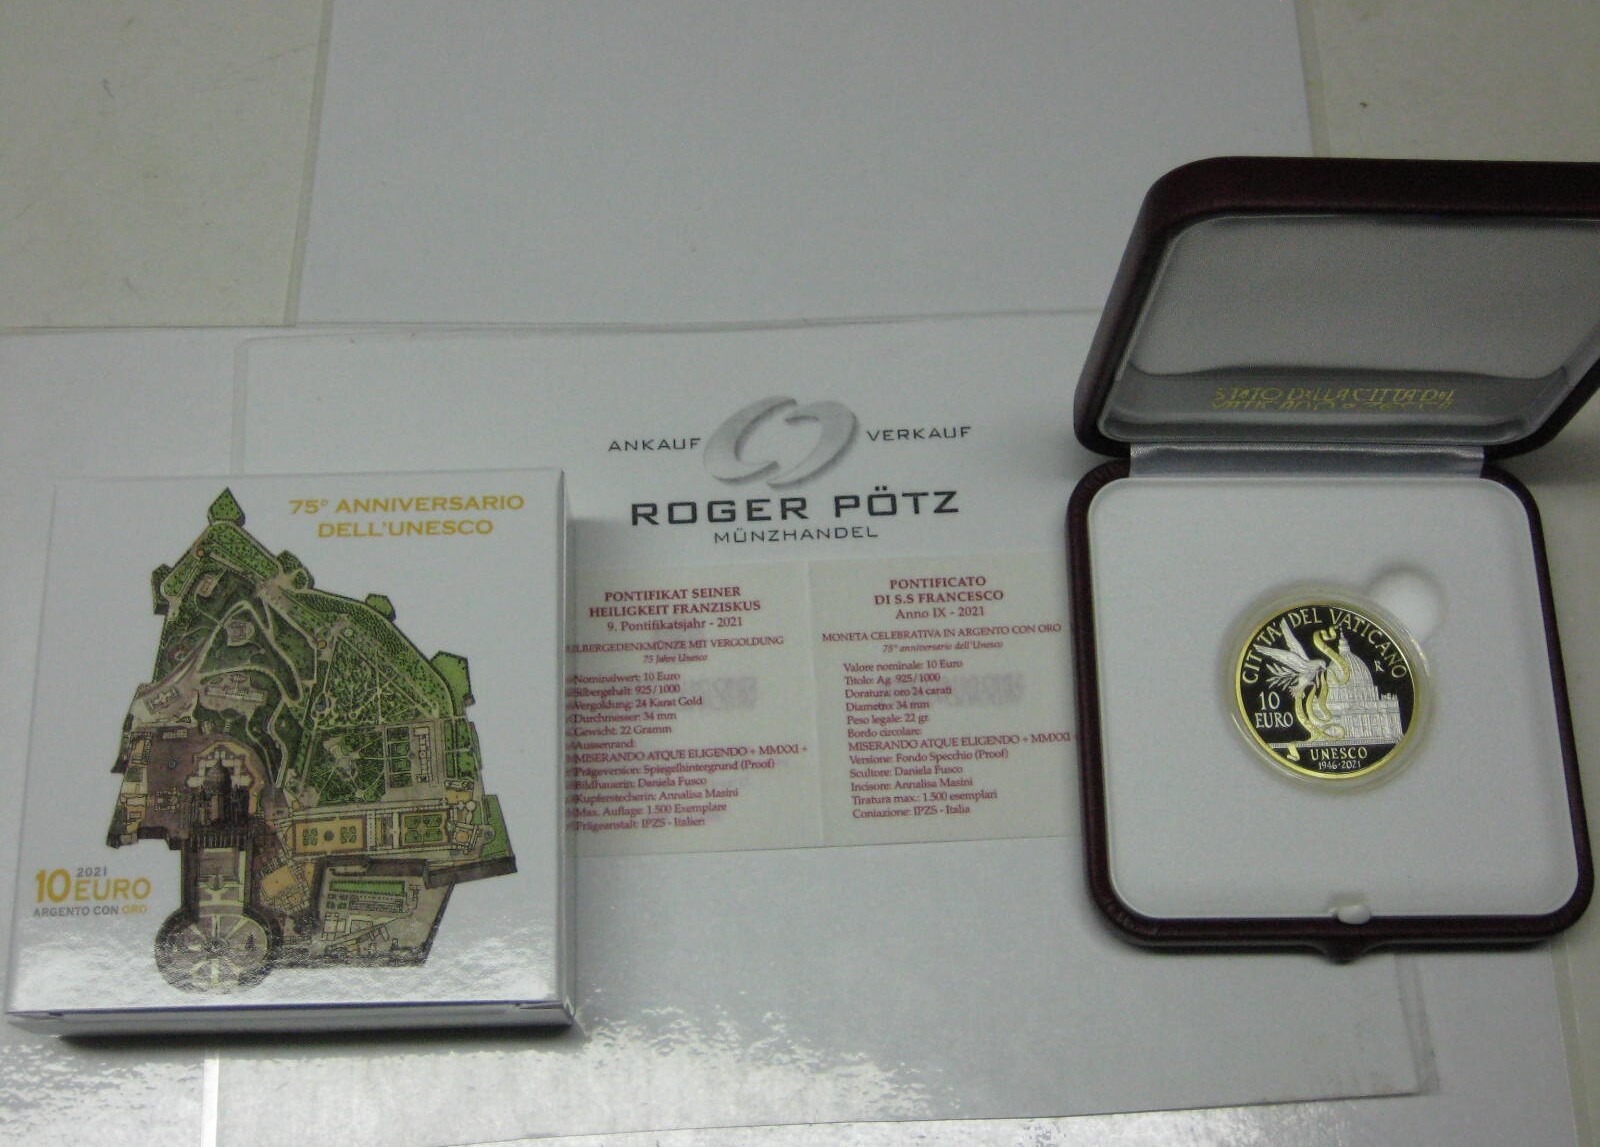 ANKAUF VERKAUF
ROGER PÖTZ
MÜNZHANDEL
75° ANNIVERSARIO
DELL'UNESCO
2021
10 EURO
ARGENTO CON ORO
PONTIFIKAT SEINER
HEILIGKEIT FRANZISKUS
9. Pontifikatsjahr - 2021
LBERGEDENKMÜNZE MIT VERGOLDUNG
75 Jahre Unesco
Nominalwert: 10 Euro
Silbergehalt: 925/1000
Vergoldung: 24 Karat Gold
Durchmesser: 34 mm
Gewicht: 22 Gramm
Aussenrand:
MISERANDO ATQUE ELIGENDO + MMXXI +
Prägeversion: Spiegelhintergrund (Proof)
Bildhauerin: Daniela Fusco
Kupferstecherin: Annalisa Masini
Max. Auflage: 1.500 Exemplare
Prägeanstalt: IPZS - Italien
PONTIFICATO
DI S.S FRANCESCO
Anno IX - 2021
MONETA CELEBRATIVA IN ARGENTO CON ORO
75° anniversario dell'Unesco
Valore nominale: 10 Euro
Titolo: Ag. 925/1000
Doratura: oro 24 carati
Diametro: 34 mm
Peso legale: 22 gr
Bordo circolare:
MISERANDO ATQUE ELIGENDO + MMXXI
Versione: Fondo Specchio (Proof)
Scultore: Daniela Fusco
Incisore: Annalisa Masini
Tiratura max.: 1.500 esemplari
Coniazione: IPZS - Italia
CITTA' DEL VATICANO
10
EURO
UNESCO
1946-2021